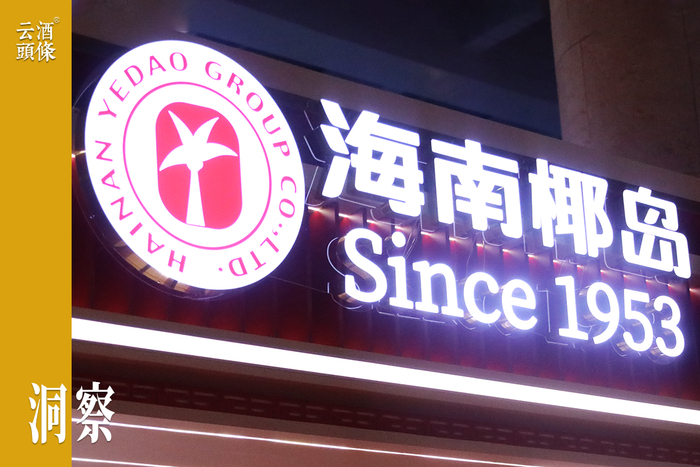 云酒
頭條
®
HAINAN YEDAO GROUP CO.,LTD.
海南椰岛
Since 1953
洞察